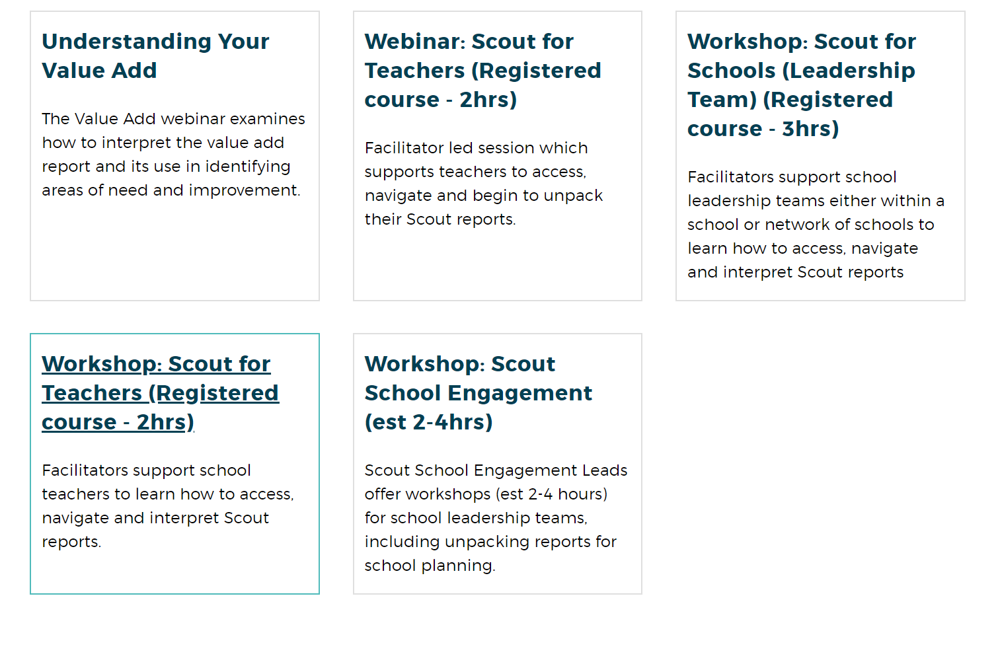 Understanding Your
Value Add
The Value Add webinar examines
how to interpret the value add
report and its use in identifying
areas of need and improvement.
Webinar: Scout for
Teachers (Registered
course - 2hrs)
Facilitator led session which
supports teachers to access,
navigate and begin to unpack
their Scout reports.
Workshop: Scout for
Schools (Leadership
Team) (Registered
course - 3hrs)
Facilitators support school
leadership teams either within a
school or network of schools to
learn how to access, navigate
and interpret Scout reports
Workshop: Scout for
Teachers (Registered
course - 2hrs)
Facilitators support school
teachers to learn how to access,
navigate and interpret Scout
reports.
Workshop: Scout
School Engagement
(est 2-4hrs)
Scout School Engagement Leads
offer workshops (est 2-4 hours)
for school leadership teams,
including unpacking reports for
school planning.